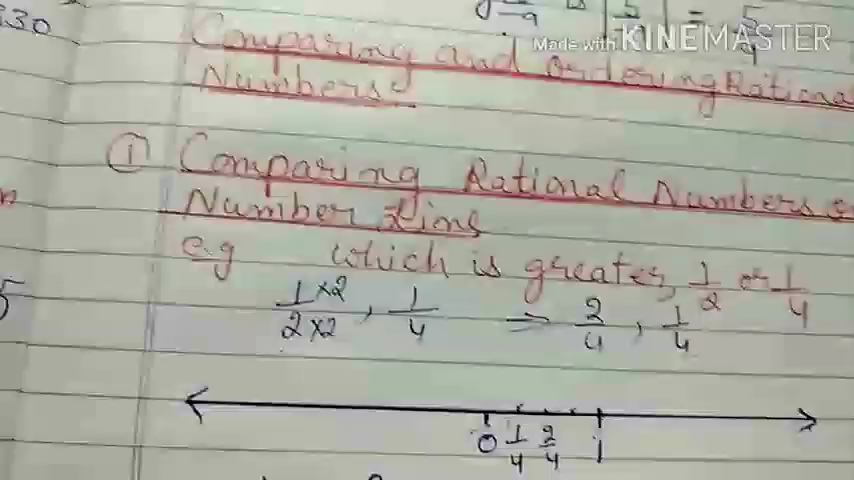 330
Made with KINEMASTER
Comparing and Ordering Rational
Numbers:
① Comparing Rational Numbers
Number Line
e.g which is greater, 1/2 or 1/4
1×2/2×2, 1/4 ⇒ 2/4, 1/4
0 1/4 2/4 1